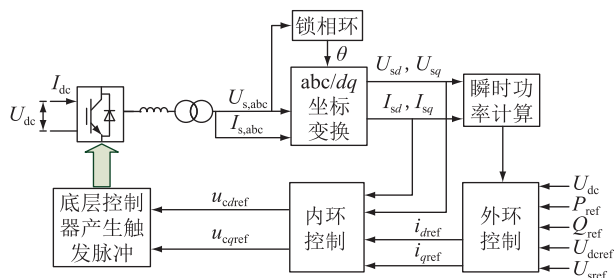 锁相环
θ
I_dc
U_dc
U_s,abc
I_s,abc
abc/dq
坐标
变换
U_sd, U_sq
I_sd, I_sq
瞬时功
率计算
底层控制
器产生触
发脉冲
u_cdref
u_cqref
内环
控制
i_dref
i_qref
外环
控制
U_dc
P_ref
Q_ref
U_dcref
U_sref